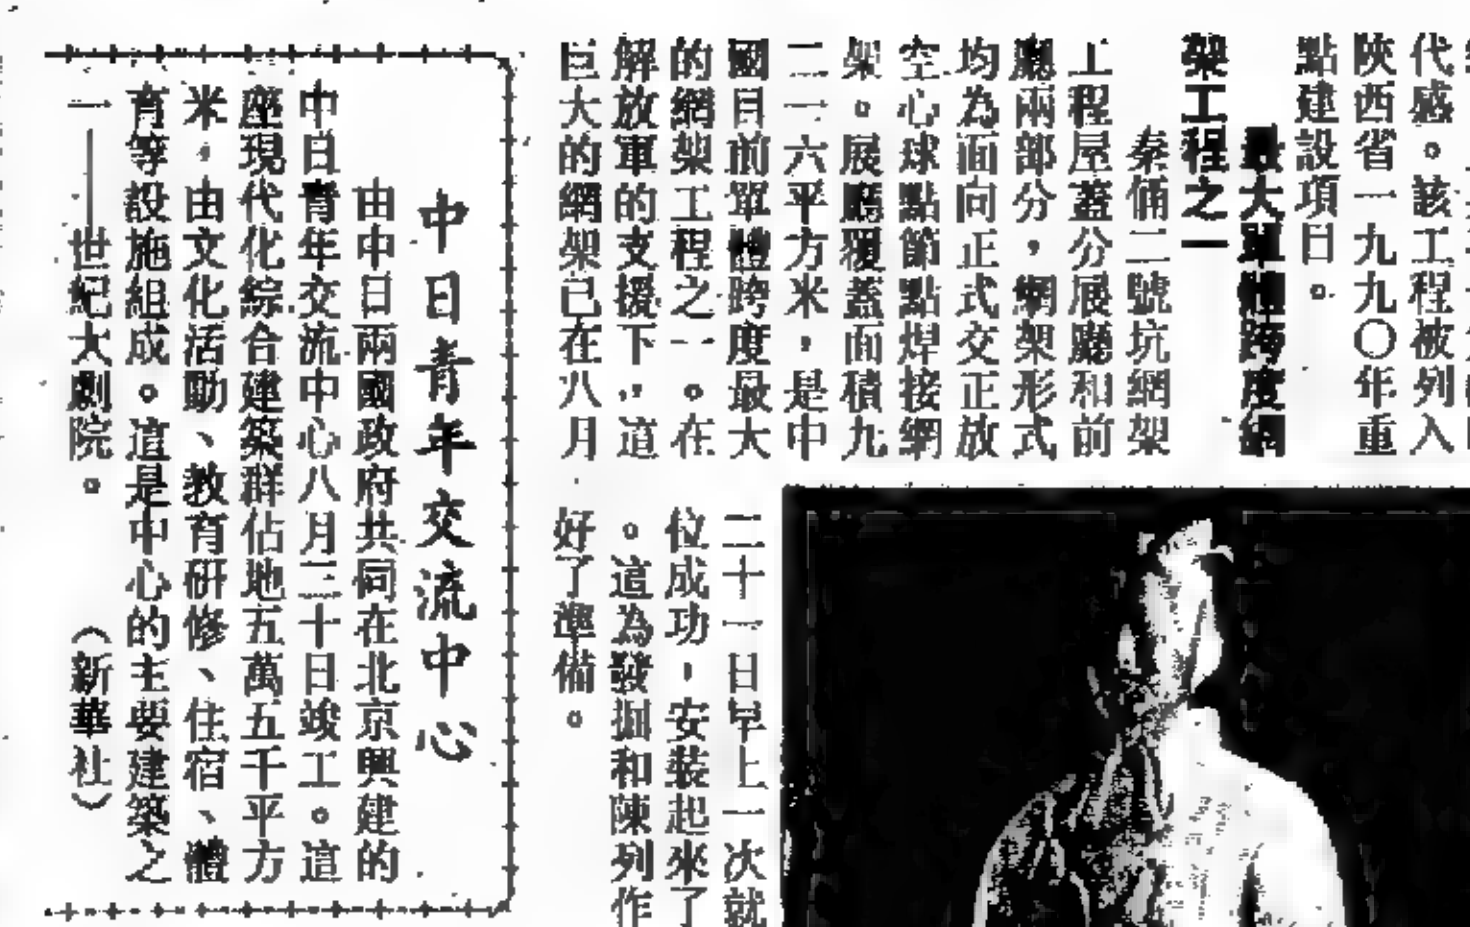 代感。該工程被列入
陝西省一九九〇年重
點建設項目。
最大單體跨度網
架工程之一
秦俑二號坑網架
工程屋蓋分展廳和前
廳兩部分，網架形式
均為面向正式交正放
空心球點節點焊接網
架。展廳覆蓋面積九
二一六平方米，是中
國目前單體跨度最大
的網架工程之一。在
解放軍的支援下，這
巨大的網架已在八月
二十一日早上一次就
位成功，安裝起來了
。這為發掘和陳列作
好了準備。
中日青年交流中心
由中日兩國政府共同在北京興建的
中日青年交流中心八月三十日竣工。這
座現代化綜合建築群佔地五萬五千平方
米，由文化活動、教育研修、住宿、體
育等設施組成。這是中心的主要建築之
一——世紀大劇院。
（新華社）